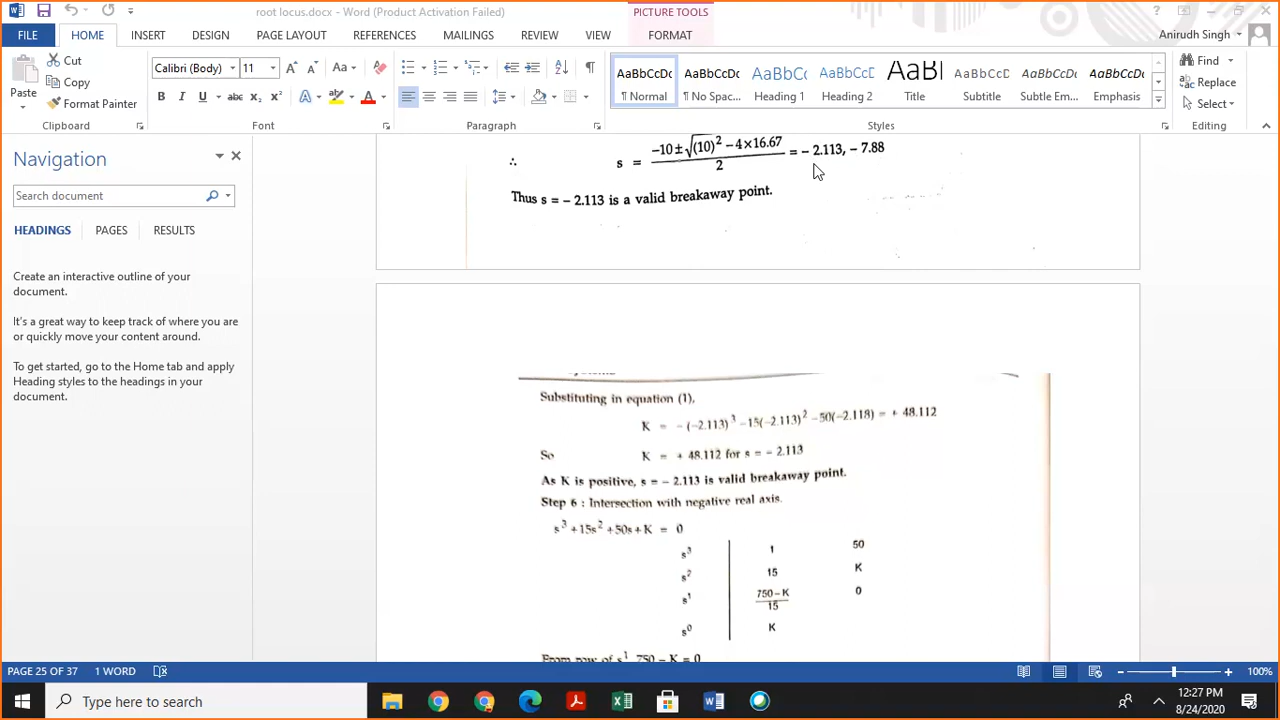 root locus.docx - Word (Product Activation Failed)
PICTURE TOOLS
FILE HOME INSERT DESIGN PAGE LAYOUT REFERENCES MAILINGS REVIEW VIEW FORMAT
Anirudh Singh
Paste
Cut
Copy
Format Painter
Calibri (Body) 11
Clipboard
Font
Paragraph
AaBbCcDc AaBbCcDc AaBbCc AaBbCcC AaBl AaBbCcD AaBbCcDc AaBbCcDc
¶ Normal ¶ No Spac... Heading 1 Heading 2 Title Subtitle Subtle Em... Emphasis
Styles
Find
Replace
Select
Editing
Navigation
Search document
HEADINGS PAGES RESULTS
Create an interactive outline of your
document.
It's a great way to keep track of where you are
or quickly move your content around.
To get started, go to the Home tab and apply
Heading styles to the headings in your
document.
∴ s = (−10 ± √((10)² − 4×16.67)) / 2 = − 2.113, − 7.88
Thus s = − 2.113 is a valid breakaway point.
Substituting in equation (1),
K = − (−2.113)³ −15(−2.113)² −50(−2.118) = + 48.112
So K = + 48.112 for s = − 2.113
As K is positive, s = − 2.113 is valid breakaway point.
Step 6 : Intersection with negative real axis.
s³ +15s² +50s+K = 0
s³ 1 50
s² 15 K
s¹ (750 − K)/15 0
s⁰ K
From row of s¹ 750 − K = 0
PAGE 25 OF 37 1 WORD
100%
Type here to search
12:27 PM
8/24/2020